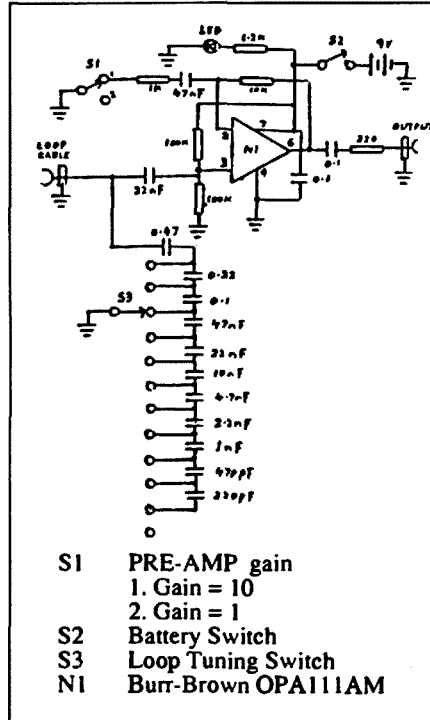 LED
1.2K
S2
9V
S1
1
2
1K
47nF
10K
100K
2
7
3
N1
6
4
LOOP
CABLE
22nF
100K
0.1
0.1
220
OUTPUT
0.47
0.22
0.1
S3
47nF
22nF
10nF
4.7nF
2.2nF
1nF
470pF
220pF
S1 PRE-AMP gain
1. Gain = 10
2. Gain = 1
S2 Battery Switch
S3 Loop Tuning Switch
N1 Burr-Brown OPA111AM